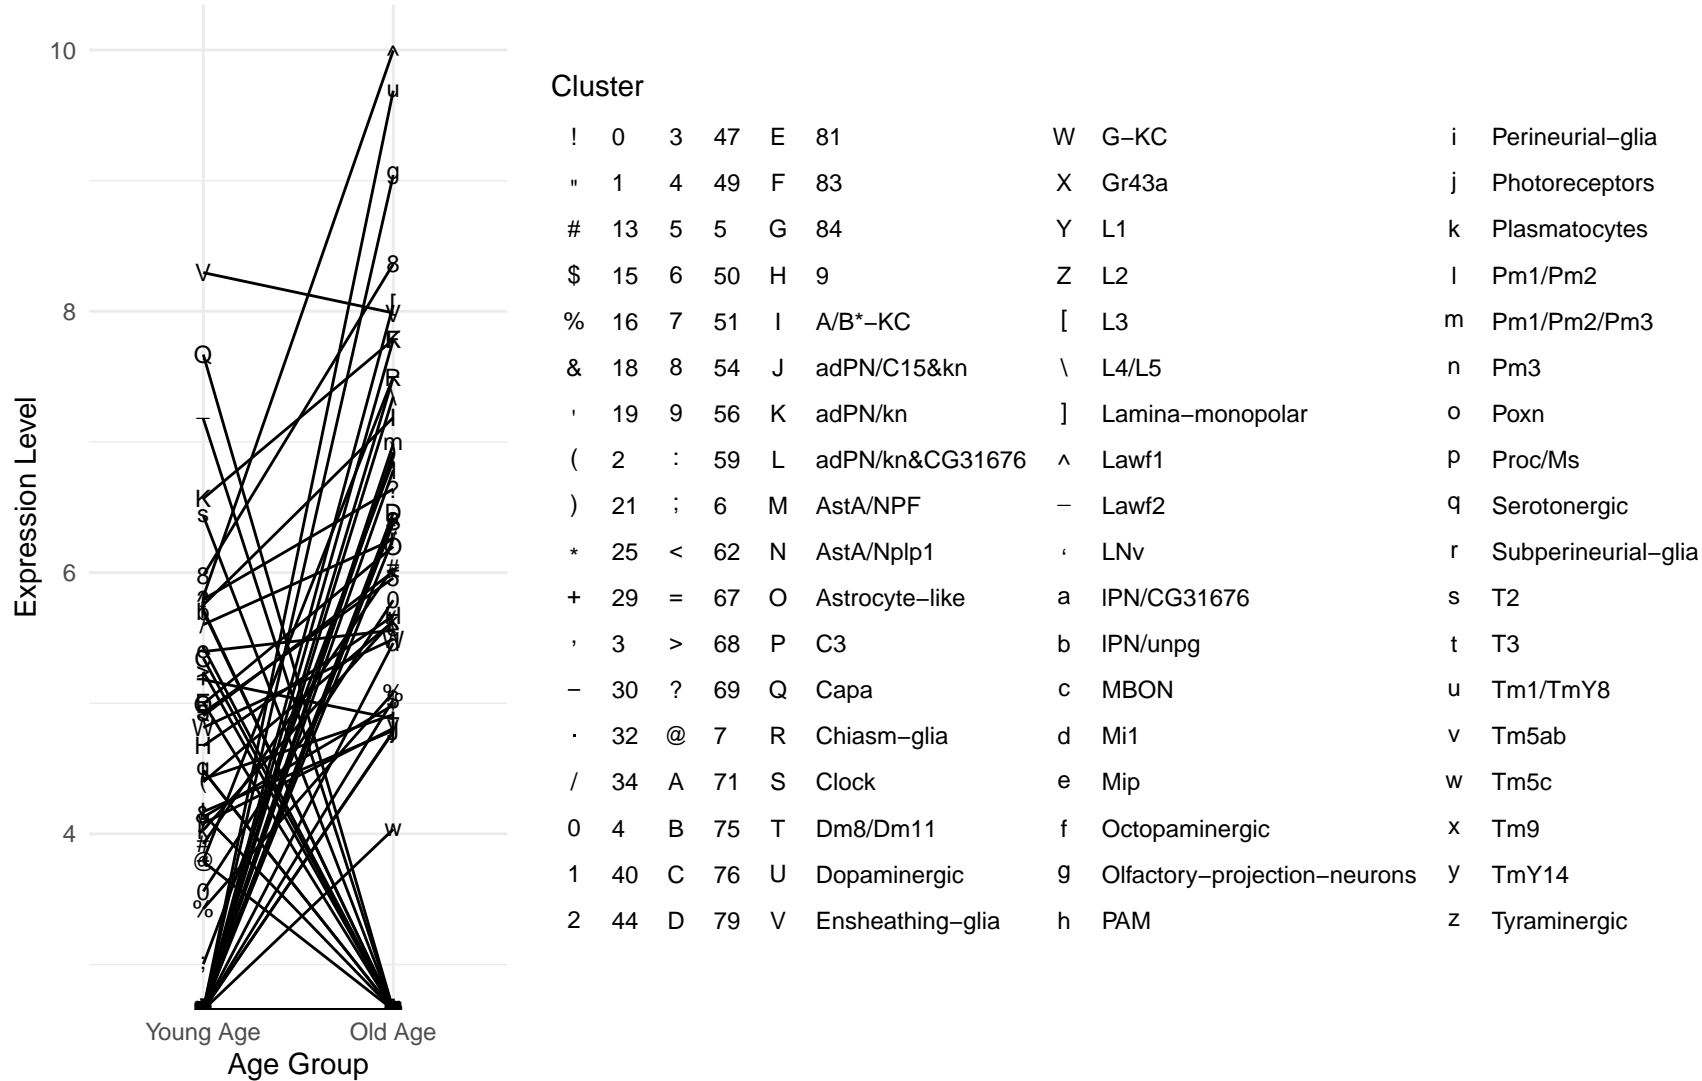 10
8
6
4
Expression Level
Young Age Old Age
Age Group
^
u
g
8
[
V
K
R
\
I
m
?
D
O
#
0
W
d
%
w
V
Q
_
K
s
8
b
/
W
H
q
(
#
@
0
%
;
Cluster
! 0 3 47 E 81 W G−KC i Perineurial−glia
" 1 4 49 F 83 X Gr43a j Photoreceptors
# 13 5 5 G 84 Y L1 k Plasmatocytes
$ 15 6 50 H 9 Z L2 l Pm1/Pm2
% 16 7 51 I A/B*−KC [ L3 m Pm1/Pm2/Pm3
& 18 8 54 J adPN/C15&kn \ L4/L5 n Pm3
' 19 9 56 K adPN/kn ] Lamina−monopolar o Poxn
( 2 : 59 L adPN/kn&CG31676 ^ Lawf1 p Proc/Ms
) 21 ; 6 M AstA/NPF _ Lawf2 q Serotonergic
* 25 < 62 N AstA/Nplp1 ‘ LNv r Subperineurial−glia
+ 29 = 67 O Astrocyte−like a lPN/CG31676 s T2
, 3 > 68 P C3 b lPN/unpg t T3
− 30 ? 69 Q Capa c MBON u Tm1/TmY8
. 32 @ 7 R Chiasm−glia d Mi1 v Tm5ab
/ 34 A 71 S Clock e Mip w Tm5c
0 4 B 75 T Dm8/Dm11 f Octopaminergic x Tm9
1 40 C 76 U Dopaminergic g Olfactory−projection−neurons y TmY14
2 44 D 79 V Ensheathing−glia h PAM z Tyraminergic